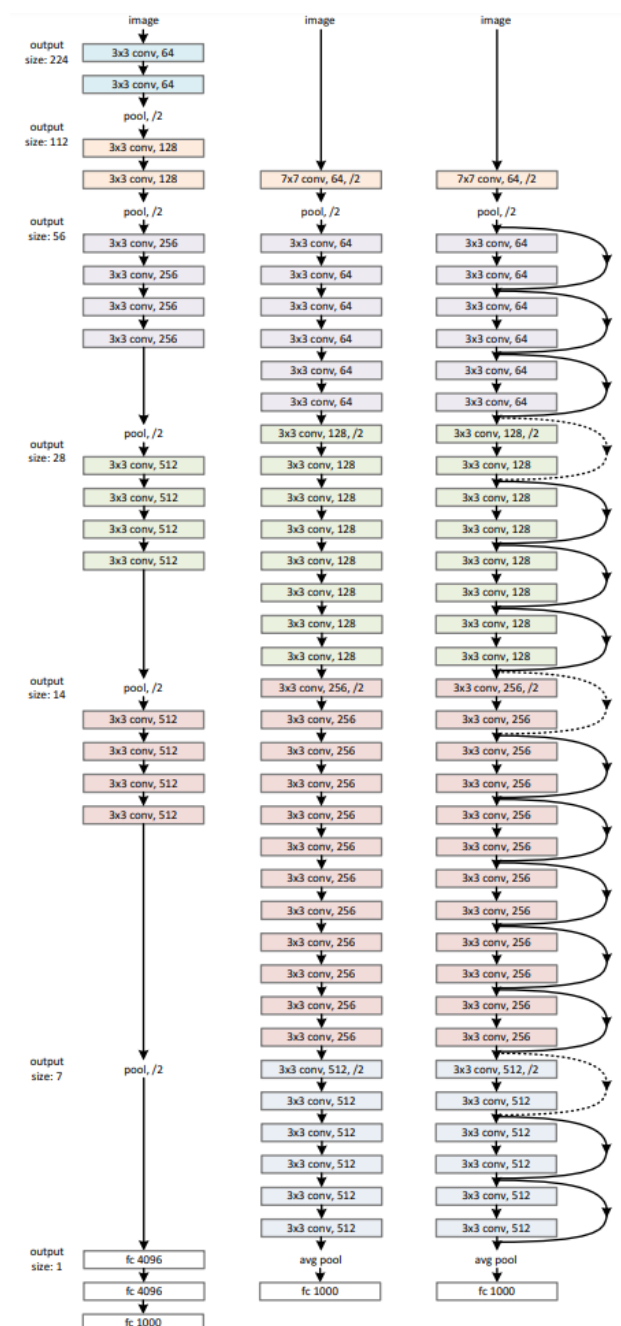 image
output
size: 224
3x3 conv, 64
3x3 conv, 64
pool, /2
output
size: 112
3x3 conv, 128
3x3 conv, 128
pool, /2
output
size: 56
3x3 conv, 256
3x3 conv, 256
3x3 conv, 256
3x3 conv, 256
output
size: 28
pool, /2
3x3 conv, 512
3x3 conv, 512
3x3 conv, 512
3x3 conv, 512
output
size: 14
pool, /2
3x3 conv, 512
3x3 conv, 512
3x3 conv, 512
3x3 conv, 512
output
size: 7
pool, /2
output
size: 1
fc 4096
fc 4096
fc 1000
image
7x7 conv, 64, /2
pool, /2
3x3 conv, 64
3x3 conv, 64
3x3 conv, 64
3x3 conv, 64
3x3 conv, 64
3x3 conv, 64
3x3 conv, 128, /2
3x3 conv, 128
3x3 conv, 128
3x3 conv, 128
3x3 conv, 128
3x3 conv, 128
3x3 conv, 128
3x3 conv, 128
3x3 conv, 256, /2
3x3 conv, 256
3x3 conv, 256
3x3 conv, 256
3x3 conv, 256
3x3 conv, 256
3x3 conv, 256
3x3 conv, 256
3x3 conv, 256
3x3 conv, 256
3x3 conv, 256
3x3 conv, 256
3x3 conv, 512, /2
3x3 conv, 512
3x3 conv, 512
3x3 conv, 512
3x3 conv, 512
3x3 conv, 512
avg pool
fc 1000
image
7x7 conv, 64, /2
pool, /2
3x3 conv, 64
3x3 conv, 64
3x3 conv, 64
3x3 conv, 64
3x3 conv, 64
3x3 conv, 64
3x3 conv, 128, /2
3x3 conv, 128
3x3 conv, 128
3x3 conv, 128
3x3 conv, 128
3x3 conv, 128
3x3 conv, 128
3x3 conv, 128
3x3 conv, 256, /2
3x3 conv, 256
3x3 conv, 256
3x3 conv, 256
3x3 conv, 256
3x3 conv, 256
3x3 conv, 256
3x3 conv, 256
3x3 conv, 256
3x3 conv, 256
3x3 conv, 256
3x3 conv, 256
3x3 conv, 512, /2
3x3 conv, 512
3x3 conv, 512
3x3 conv, 512
3x3 conv, 512
3x3 conv, 512
avg pool
fc 1000